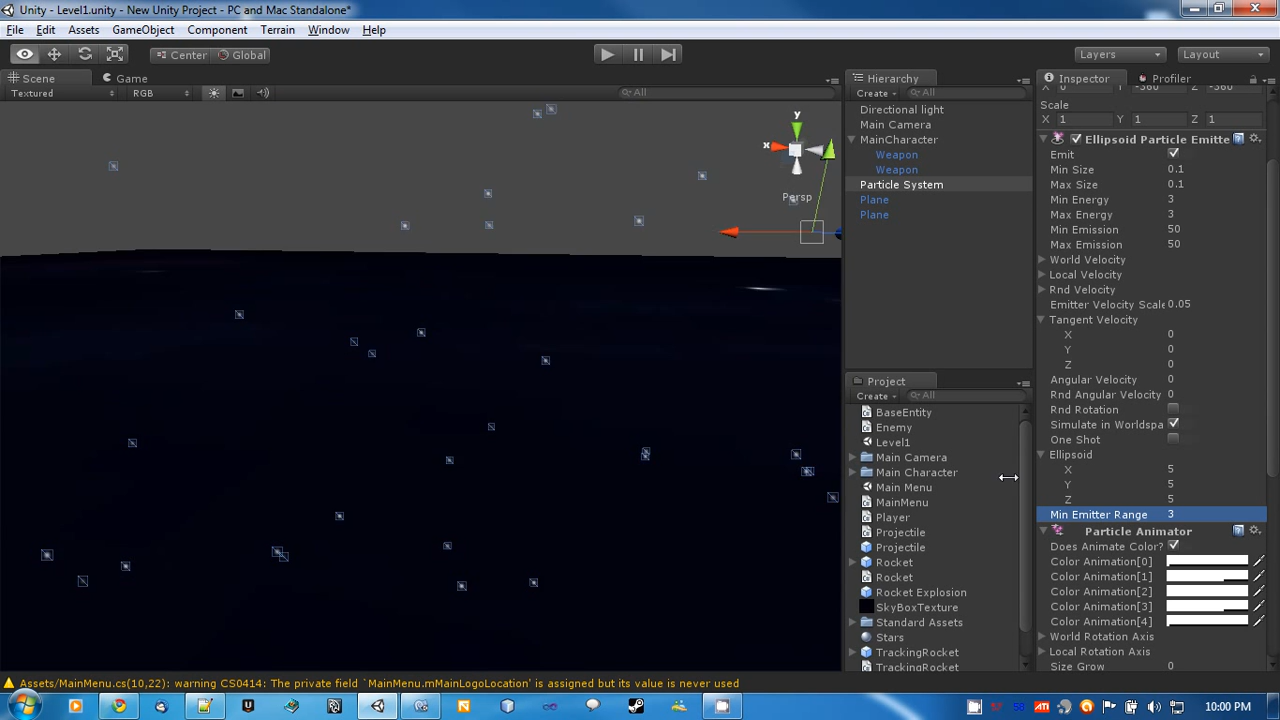 Unity - Level1.unity - New Unity Project - PC and Mac Standalone*
File Edit Assets GameObject Component Terrain Window Help
Center Global Layers Layout
Scene Game
Textured RGB All
y
x
Persp
Hierarchy
Create All
Directional light
Main Camera
MainCharacter
Weapon
Weapon
Particle System
Plane
Plane
Project
Create All
BaseEntity
Enemy
Level1
Main Camera
Main Character
Main Menu
MainMenu
Player
Projectile
Projectile
Rocket
Rocket
Rocket Explosion
SkyBoxTexture
Standard Assets
Stars
TrackingRocket
TrackingRocket
Inspector Profiler
X 0 Y -360 Z -360
Scale
X 1 Y 1 Z 1
Ellipsoid Particle Emitte
Emit
Min Size 0.1
Max Size 0.1
Min Energy 3
Max Energy 3
Min Emission 50
Max Emission 50
World Velocity
Local Velocity
Rnd Velocity
Emitter Velocity Scale 0.05
Tangent Velocity
X 0
Y 0
Z 0
Angular Velocity 0
Rnd Angular Velocity 0
Rnd Rotation
Simulate in Worldspa
One Shot
Ellipsoid
X 5
Y 5
Z 5
Min Emitter Range 3
Particle Animator
Does Animate Color?
Color Animation[0]
Color Animation[1]
Color Animation[2]
Color Animation[3]
Color Animation[4]
World Rotation Axis
Local Rotation Axis
Size Grow 0
Assets/MainMenu.cs(10,22): warning CS0414: The private field `MainMenu.mMainLogoLocation' is assigned but its value is never used
10:00 PM